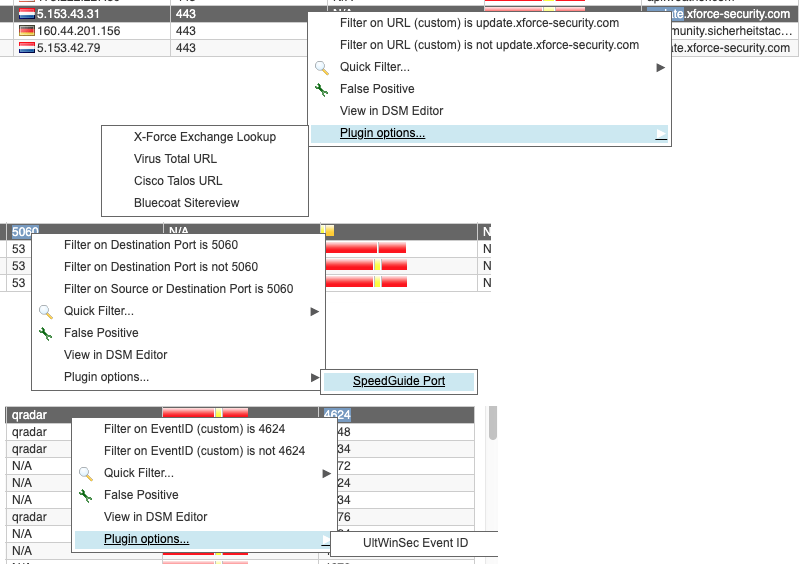 5.153.43.31 443 update.xforce-security.com
160.44.201.156 443 munity.sicherheitstac...
5.153.42.79 443 te.xforce-security.com
Filter on URL (custom) is update.xforce-security.com
Filter on URL (custom) is not update.xforce-security.com
Quick Filter...
False Positive
View in DSM Editor
Plugin options...
X-Force Exchange Lookup
Virus Total URL
Cisco Talos URL
Bluecoat Sitereview
5060 N/A N
53 N
53 N
53 N
Filter on Destination Port is 5060
Filter on Destination Port is not 5060
Filter on Source or Destination Port is 5060
Quick Filter...
False Positive
View in DSM Editor
Plugin options...
SpeedGuide Port
qradar 4624
qradar 48
qradar 34
N/A 72
N/A 24
N/A 34
qradar 76
N/A
N/A
Filter on EventID (custom) is 4624
Filter on EventID (custom) is not 4624
Quick Filter...
False Positive
View in DSM Editor
Plugin options...
UltWinSec Event ID